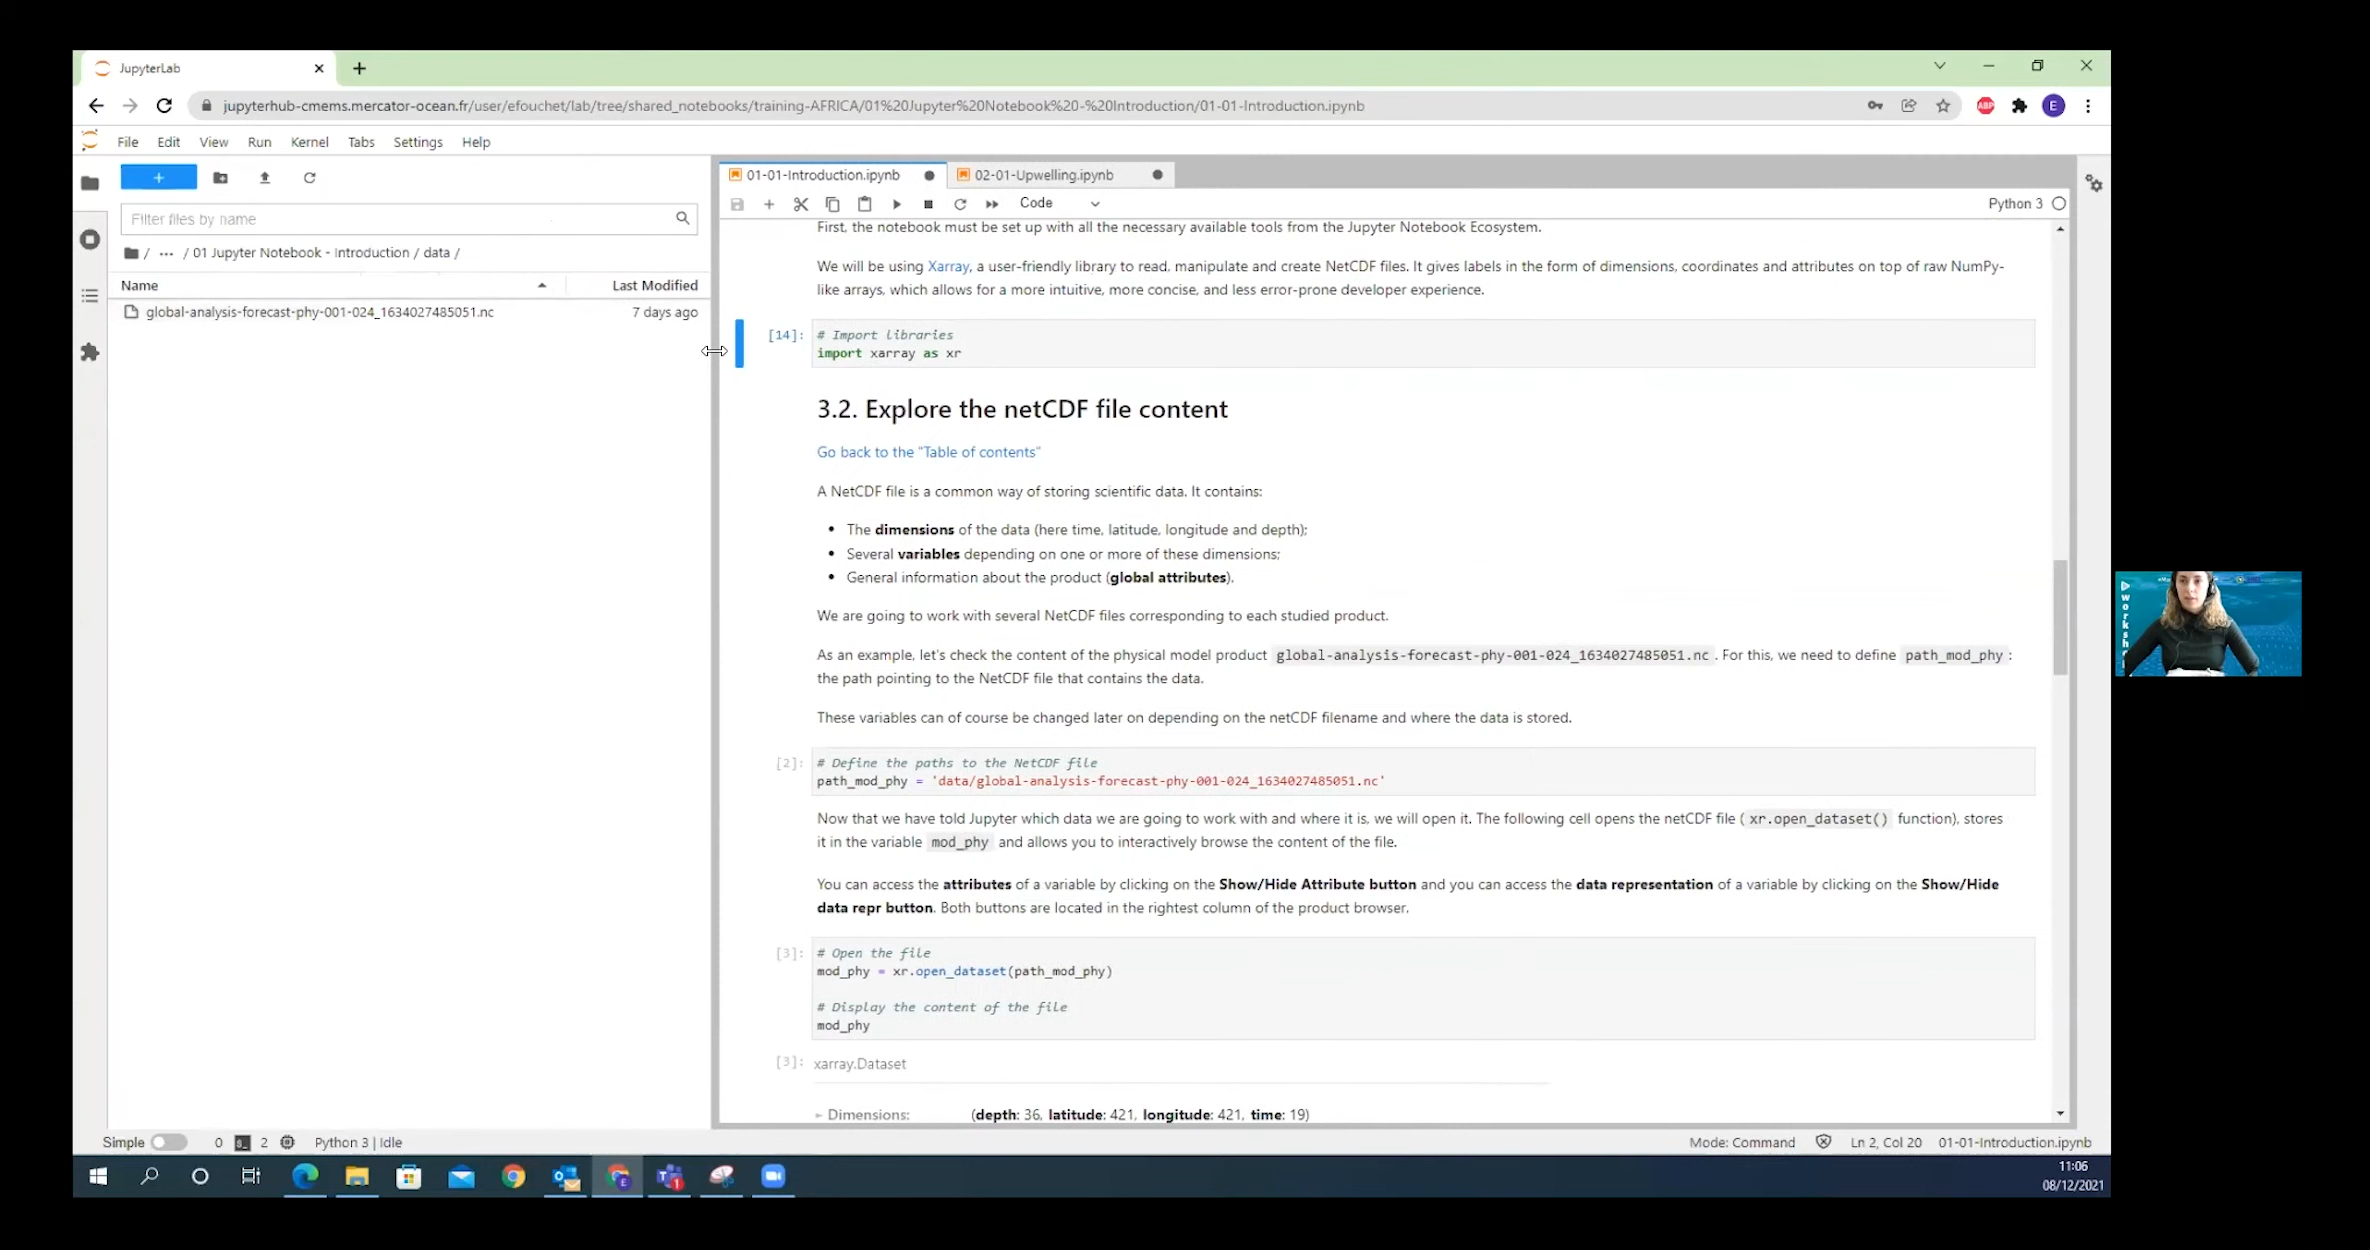 JupyterLab
jupyterhub-cmems.mercator-ocean.fr/user/efouchet/lab/tree/shared_notebooks/training-AFRICA/01%20Jupyter%20Notebook%20-%20Introduction/01-01-Introduction.ipynb
ABP
E
File Edit View Run Kernel Tabs Settings Help
Filter files by name
/ ··· / 01 Jupyter Notebook - Introduction / data /
Name Last Modified
global-analysis-forecast-phy-001-024_1634027485051.nc 7 days ago
01-01-Introduction.ipynb 02-01-Upwelling.ipynb
Code Python 3
First, the notebook must be set up with all the necessary available tools from the Jupyter Notebook Ecosystem.
We will be using Xarray, a user-friendly library to read, manipulate and create NetCDF files. It gives labels in the form of dimensions, coordinates and attributes on top of raw NumPy-
like arrays, which allows for a more intuitive, more concise, and less error-prone developer experience.
[14]: # Import libraries
import xarray as xr
3.2. Explore the netCDF file content
Go back to the "Table of contents"
A NetCDF file is a common way of storing scientific data. It contains:
• The dimensions of the data (here time, latitude, longitude and depth);
• Several variables depending on one or more of these dimensions;
• General information about the product (global attributes).
We are going to work with several NetCDF files corresponding to each studied product.
As an example, let's check the content of the physical model product global-analysis-forecast-phy-001-024_1634027485051.nc . For this, we need to define path_mod_phy :
the path pointing to the NetCDF file that contains the data.
These variables can of course be changed later on depending on the netCDF filename and where the data is stored.
[2]: # Define the paths to the NetCDF file
path_mod_phy = 'data/global-analysis-forecast-phy-001-024_1634027485051.nc'
Now that we have told Jupyter which data we are going to work with and where it is, we will open it. The following cell opens the netCDF file ( xr.open_dataset() function), stores
it in the variable mod_phy and allows you to interactively browse the content of the file.
You can access the attributes of a variable by clicking on the Show/Hide Attribute button and you can access the data representation of a variable by clicking on the Show/Hide
data repr button. Both buttons are located in the rightest column of the product browser.
[3]: # Open the file
mod_phy = xr.open_dataset(path_mod_phy)
# Display the content of the file
mod_phy
[3]: xarray.Dataset
Dimensions: (depth: 36, latitude: 421, longitude: 421, time: 19)
Simple 0 2 Python 3 | Idle
Mode: Command Ln 2, Col 20 01-01-Introduction.ipynb
11:06
08/12/2021